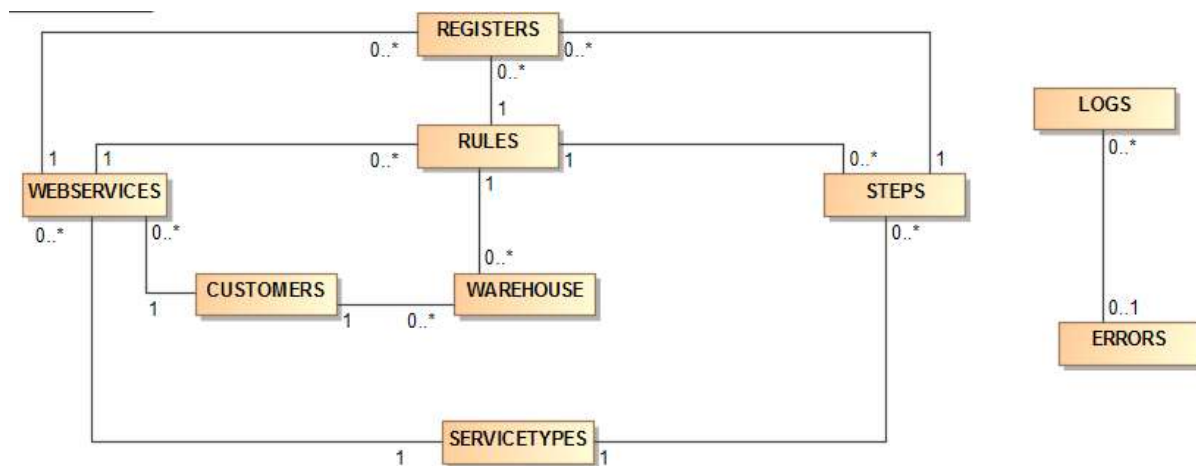 REGISTERS
0..* 0..*
0..*
1
RULES
LOGS
1 1 0..* 1 0..* 1 0..*
WEBSERVICES 1 STEPS
0..* 0..* 0..*
0..*
CUSTOMERS WAREHOUSE
1 1 0..* 0..1
ERRORS
SERVICETYPES
1 1